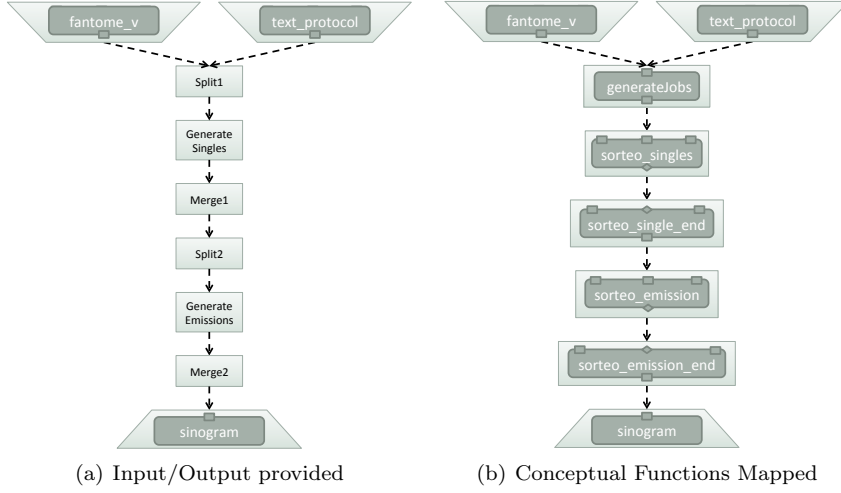 fantome_v
text_protocol
Split1
Generate
Singles
Merge1
Split2
Generate
Emissions
Merge2
sinogram
(a) Input/Output provided
fantome_v
text_protocol
generateJobs
sorteo_singles
sorteo_single_end
sorteo_emission
sorteo_emission_end
sinogram
(b) Conceptual Functions Mapped